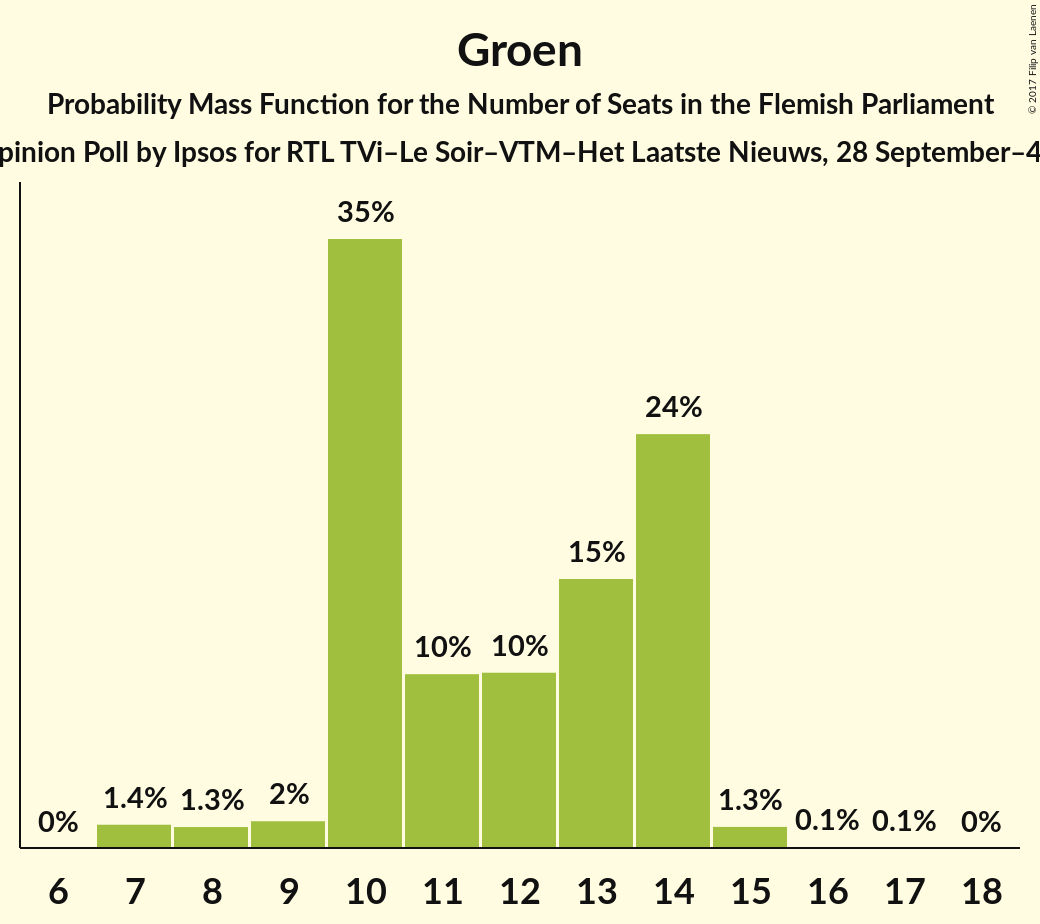 Groen
Probability Mass Function for the Number of Seats in the Flemish Parliament
pinion Poll by Ipsos for RTL TVi–Le Soir–VTM–Het Laatste Nieuws, 28 September–4
© 2017 Filip van Laenen
35%
24%
15%
10% 10%
1.4% 1.3% 2% 1.3%
0% 0.1% 0.1% 0%
6 7 8 9 10 11 12 13 14 15 16 17 18